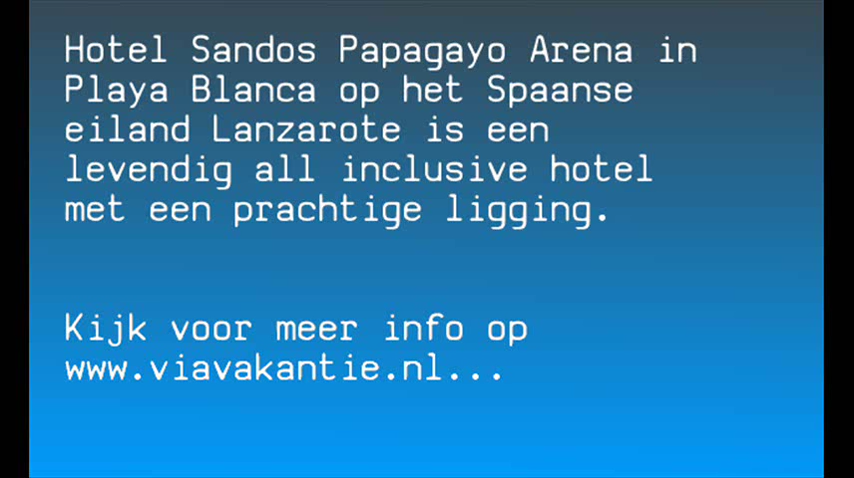 Hotel Sandos Papagayo Arena in
Playa Blanca op het Spaanse
eiland Lanzarote is een
levendig all inclusive hotel
met een prachtige ligging.
Kijk voor meer info op
www.viavakantie.nl...